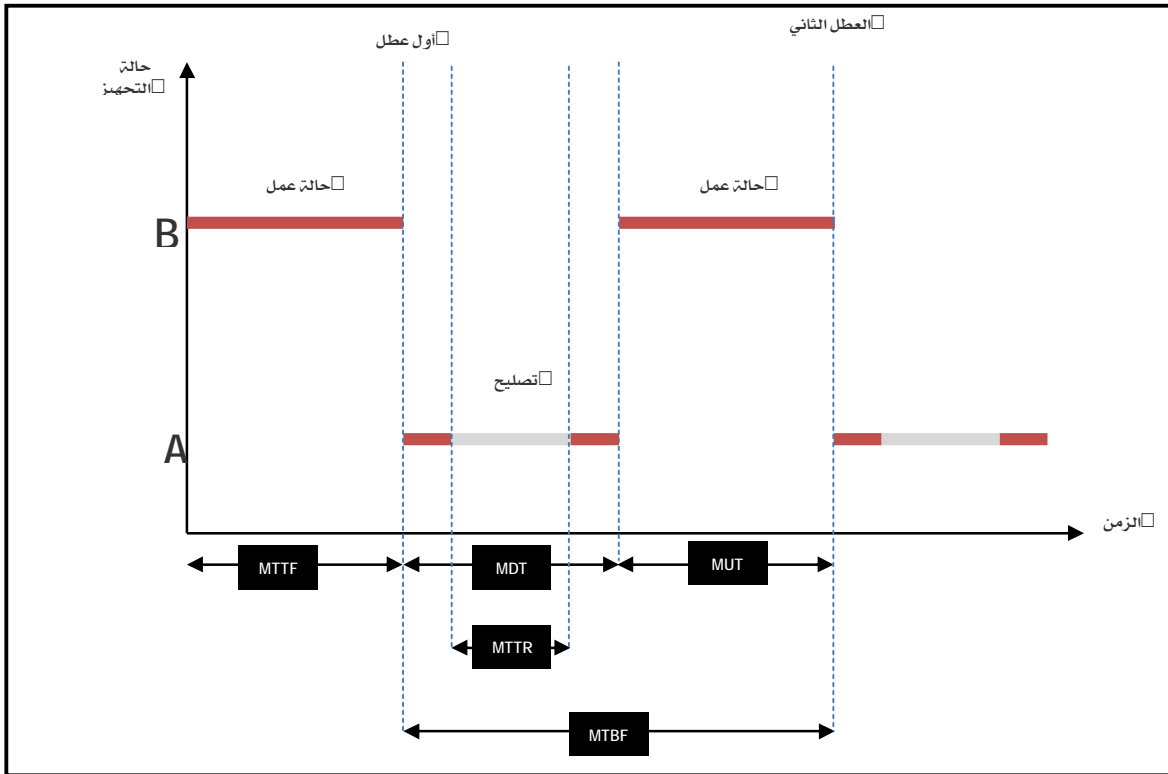 العطل الثاني
أول عطل
حالة
التجهيز
حالة عمل
حالة عمل
B
تصليح
A
الزمن
MTTF
MDT
MUT
MTTR
MTBF